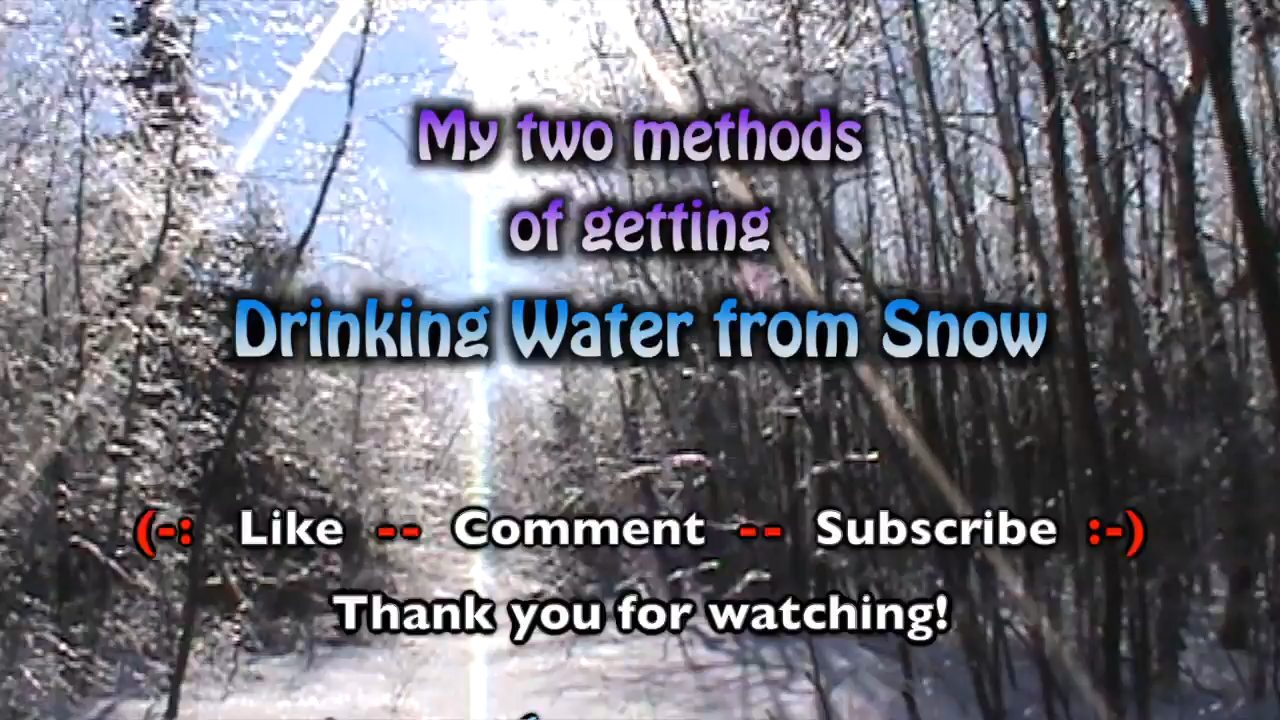 My two methods
of getting
Drinking Water from Snow
(-: Like -- Comment -- Subscribe :-)
Thank you for watching!